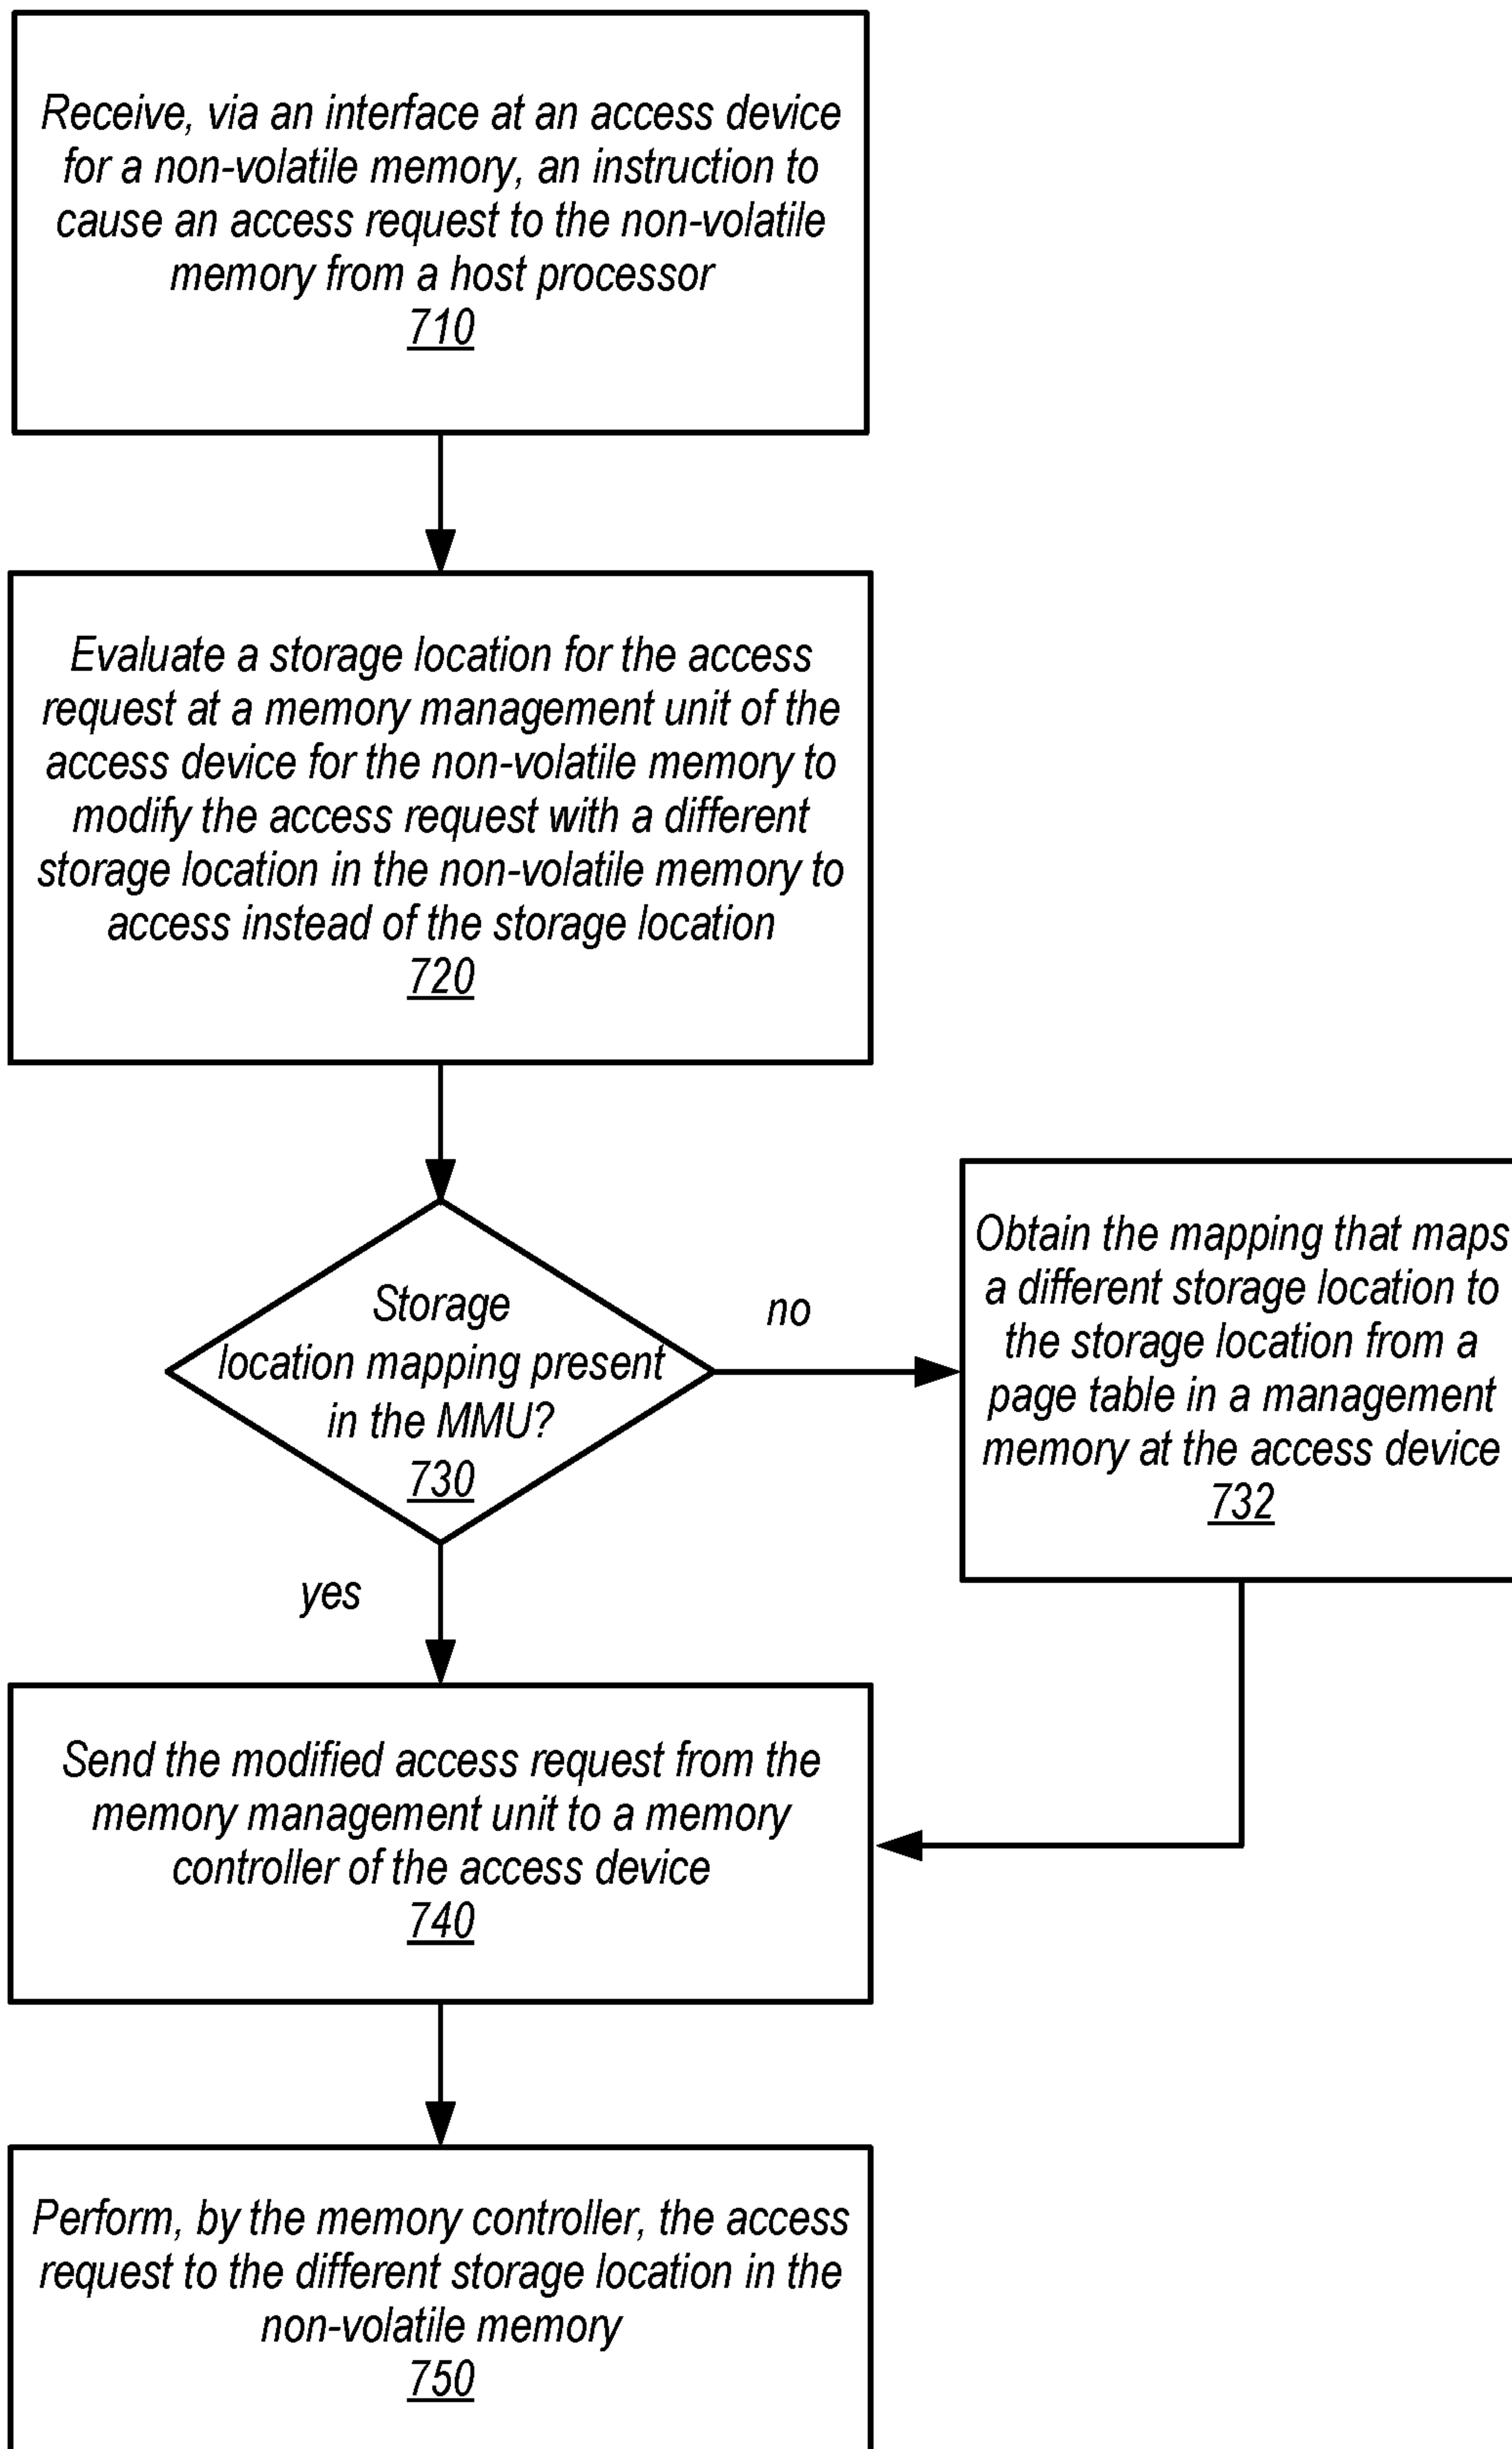 Receive, via an interface at an access device
for a non-volatile memory, an instruction to
cause an access request to the non-volatile
memory from a host processor
710
Evaluate a storage location for the access
request at a memory management unit of the
access device for the non-volatile memory to
modify the access request with a different
storage location in the non-volatile memory to
access instead of the storage location
720
Storage
location mapping present
in the MMU?
730
no
Obtain the mapping that maps
a different storage location to
the storage location from a
page table in a management
memory at the access device
732
yes
Send the modified access request from the
memory management unit to a memory
controller of the access device
740
Perform, by the memory controller, the access
request to the different storage location in the
non-volatile memory
750